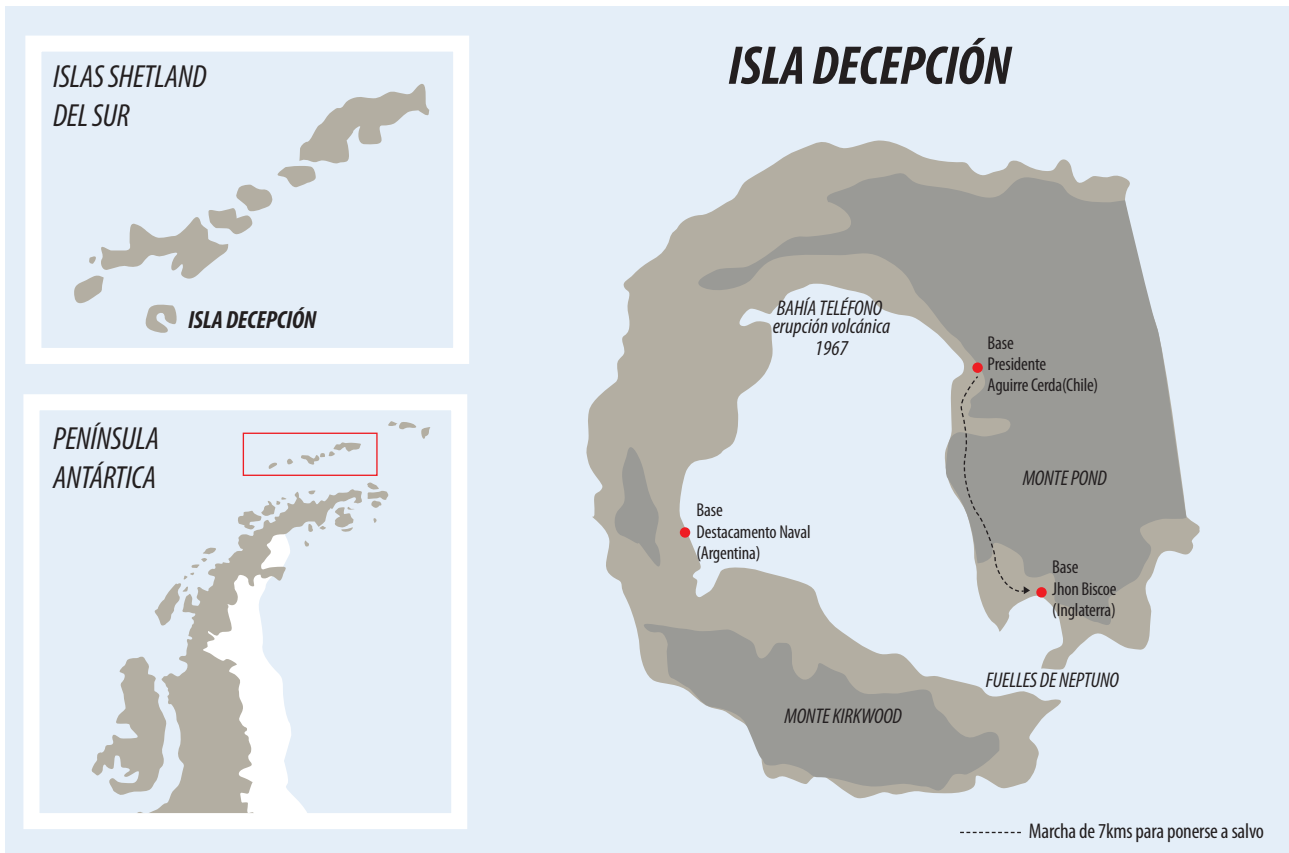 ISLAS SHETLAND
DEL SUR
ISLA DECEPCIÓN
PENÍNSULA
ANTÁRTICA
ISLA DECEPCIÓN
BAHÍA TELÉFONO
erupción volcánica
1967
Base
Presidente
Aguirre Cerda(Chile)
MONTE POND
Base
Destacamento Naval
(Argentina)
Base
Jhon Biscoe
(Inglaterra)
FUELLES DE NEPTUNO
MONTE KIRKWOOD
Marcha de 7kms para ponerse a salvo